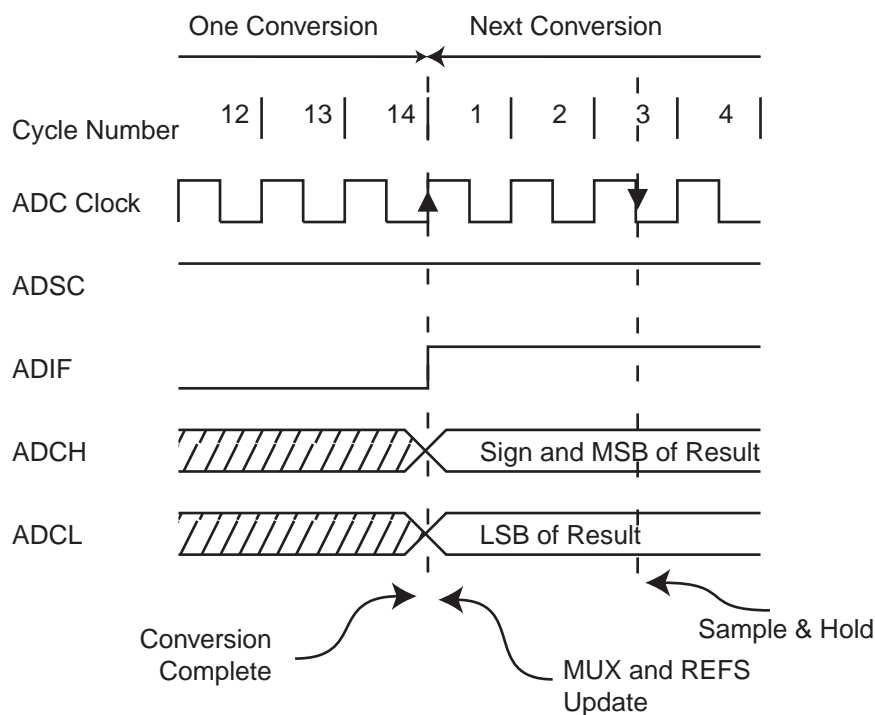 One Conversion Next Conversion
Cycle Number 12 13 14 1 2 3 4
ADC Clock
ADSC
ADIF
ADCH Sign and MSB of Result
ADCL LSB of Result
Conversion
Complete
MUX and REFS
Update
Sample & Hold